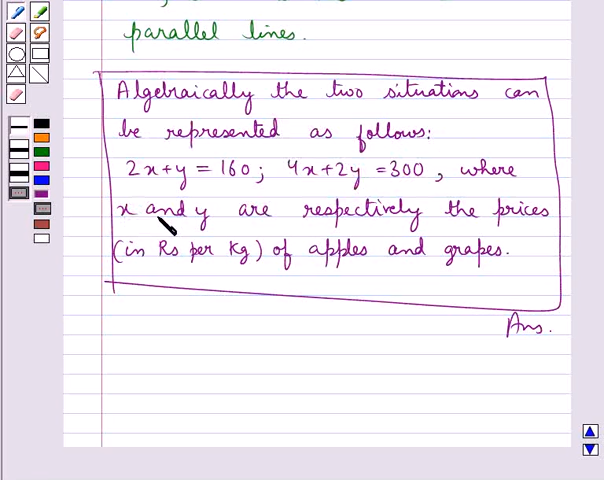 parallel lines.
Algebraically the two situations can
be represented as follows:
2x+y = 160; 4x+2y = 300, where
x and y are respectively the prices
(in Rs per Kg) of apples and grapes.
Ans.